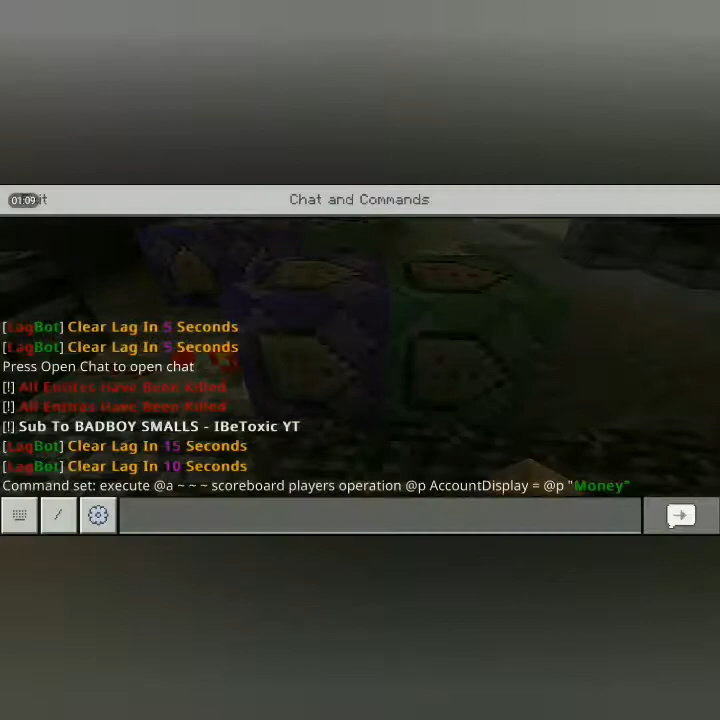 01:09 it
Chat and Commands
[LagBot] Clear Lag In 5 Seconds
[LagBot] Clear Lag In 5 Seconds
Press Open Chat to open chat
[!] All Entites Have Been Killed
[!] All Entites Have Been Killed
[!] Sub To BADBOY SMALLS - IBeToxic YT
[LagBot] Clear Lag In 15 Seconds
[LagBot] Clear Lag In 10 Seconds
Command set: execute @a ~ ~ ~ scoreboard players operation @p AccountDisplay = @p "Money"
/